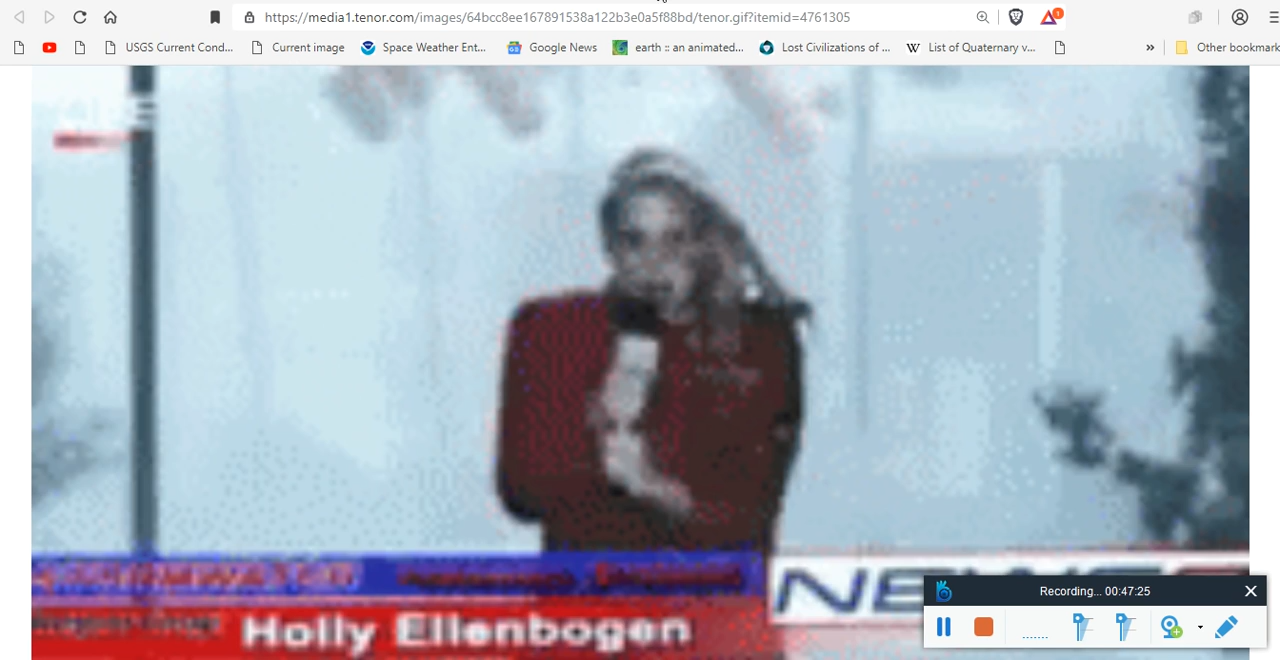 https://media1.tenor.com/images/64bcc8ee167891538a122b3e0a5f88bd/tenor.gif?itemid=4761305
1
USGS Current Cond... Current image Space Weather Ent... Google News earth :: an animated... Lost Civilizations of ... W List of Quaternary v... » Other bookmark
Holly Ellenbogen
Recording... 00:47:25